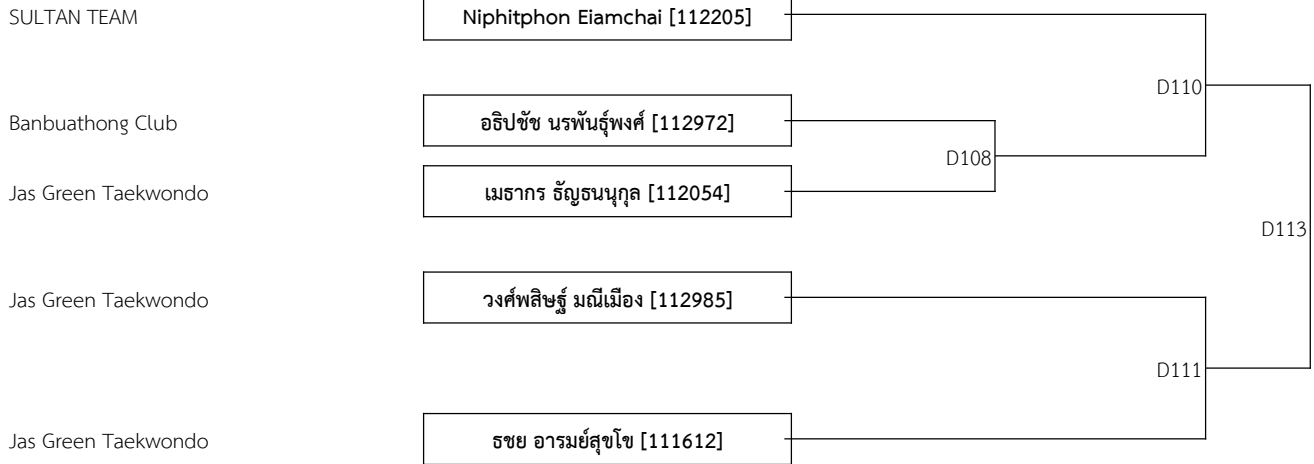 SULTAN TEAM Niphitphon Eiamchai [112205]
D110
Banbuathong Club อธิปชัช นรพันธุ์พงศ์ [112972]
D108
Jas Green Taekwondo เมธากร ธัญธนนุกุล [112054]
D113
Jas Green Taekwondo วงศ์พสิษฐ์ มณีเมือง [112985]
D111
Jas Green Taekwondo ธชย อารมย์สุขโข [111612]